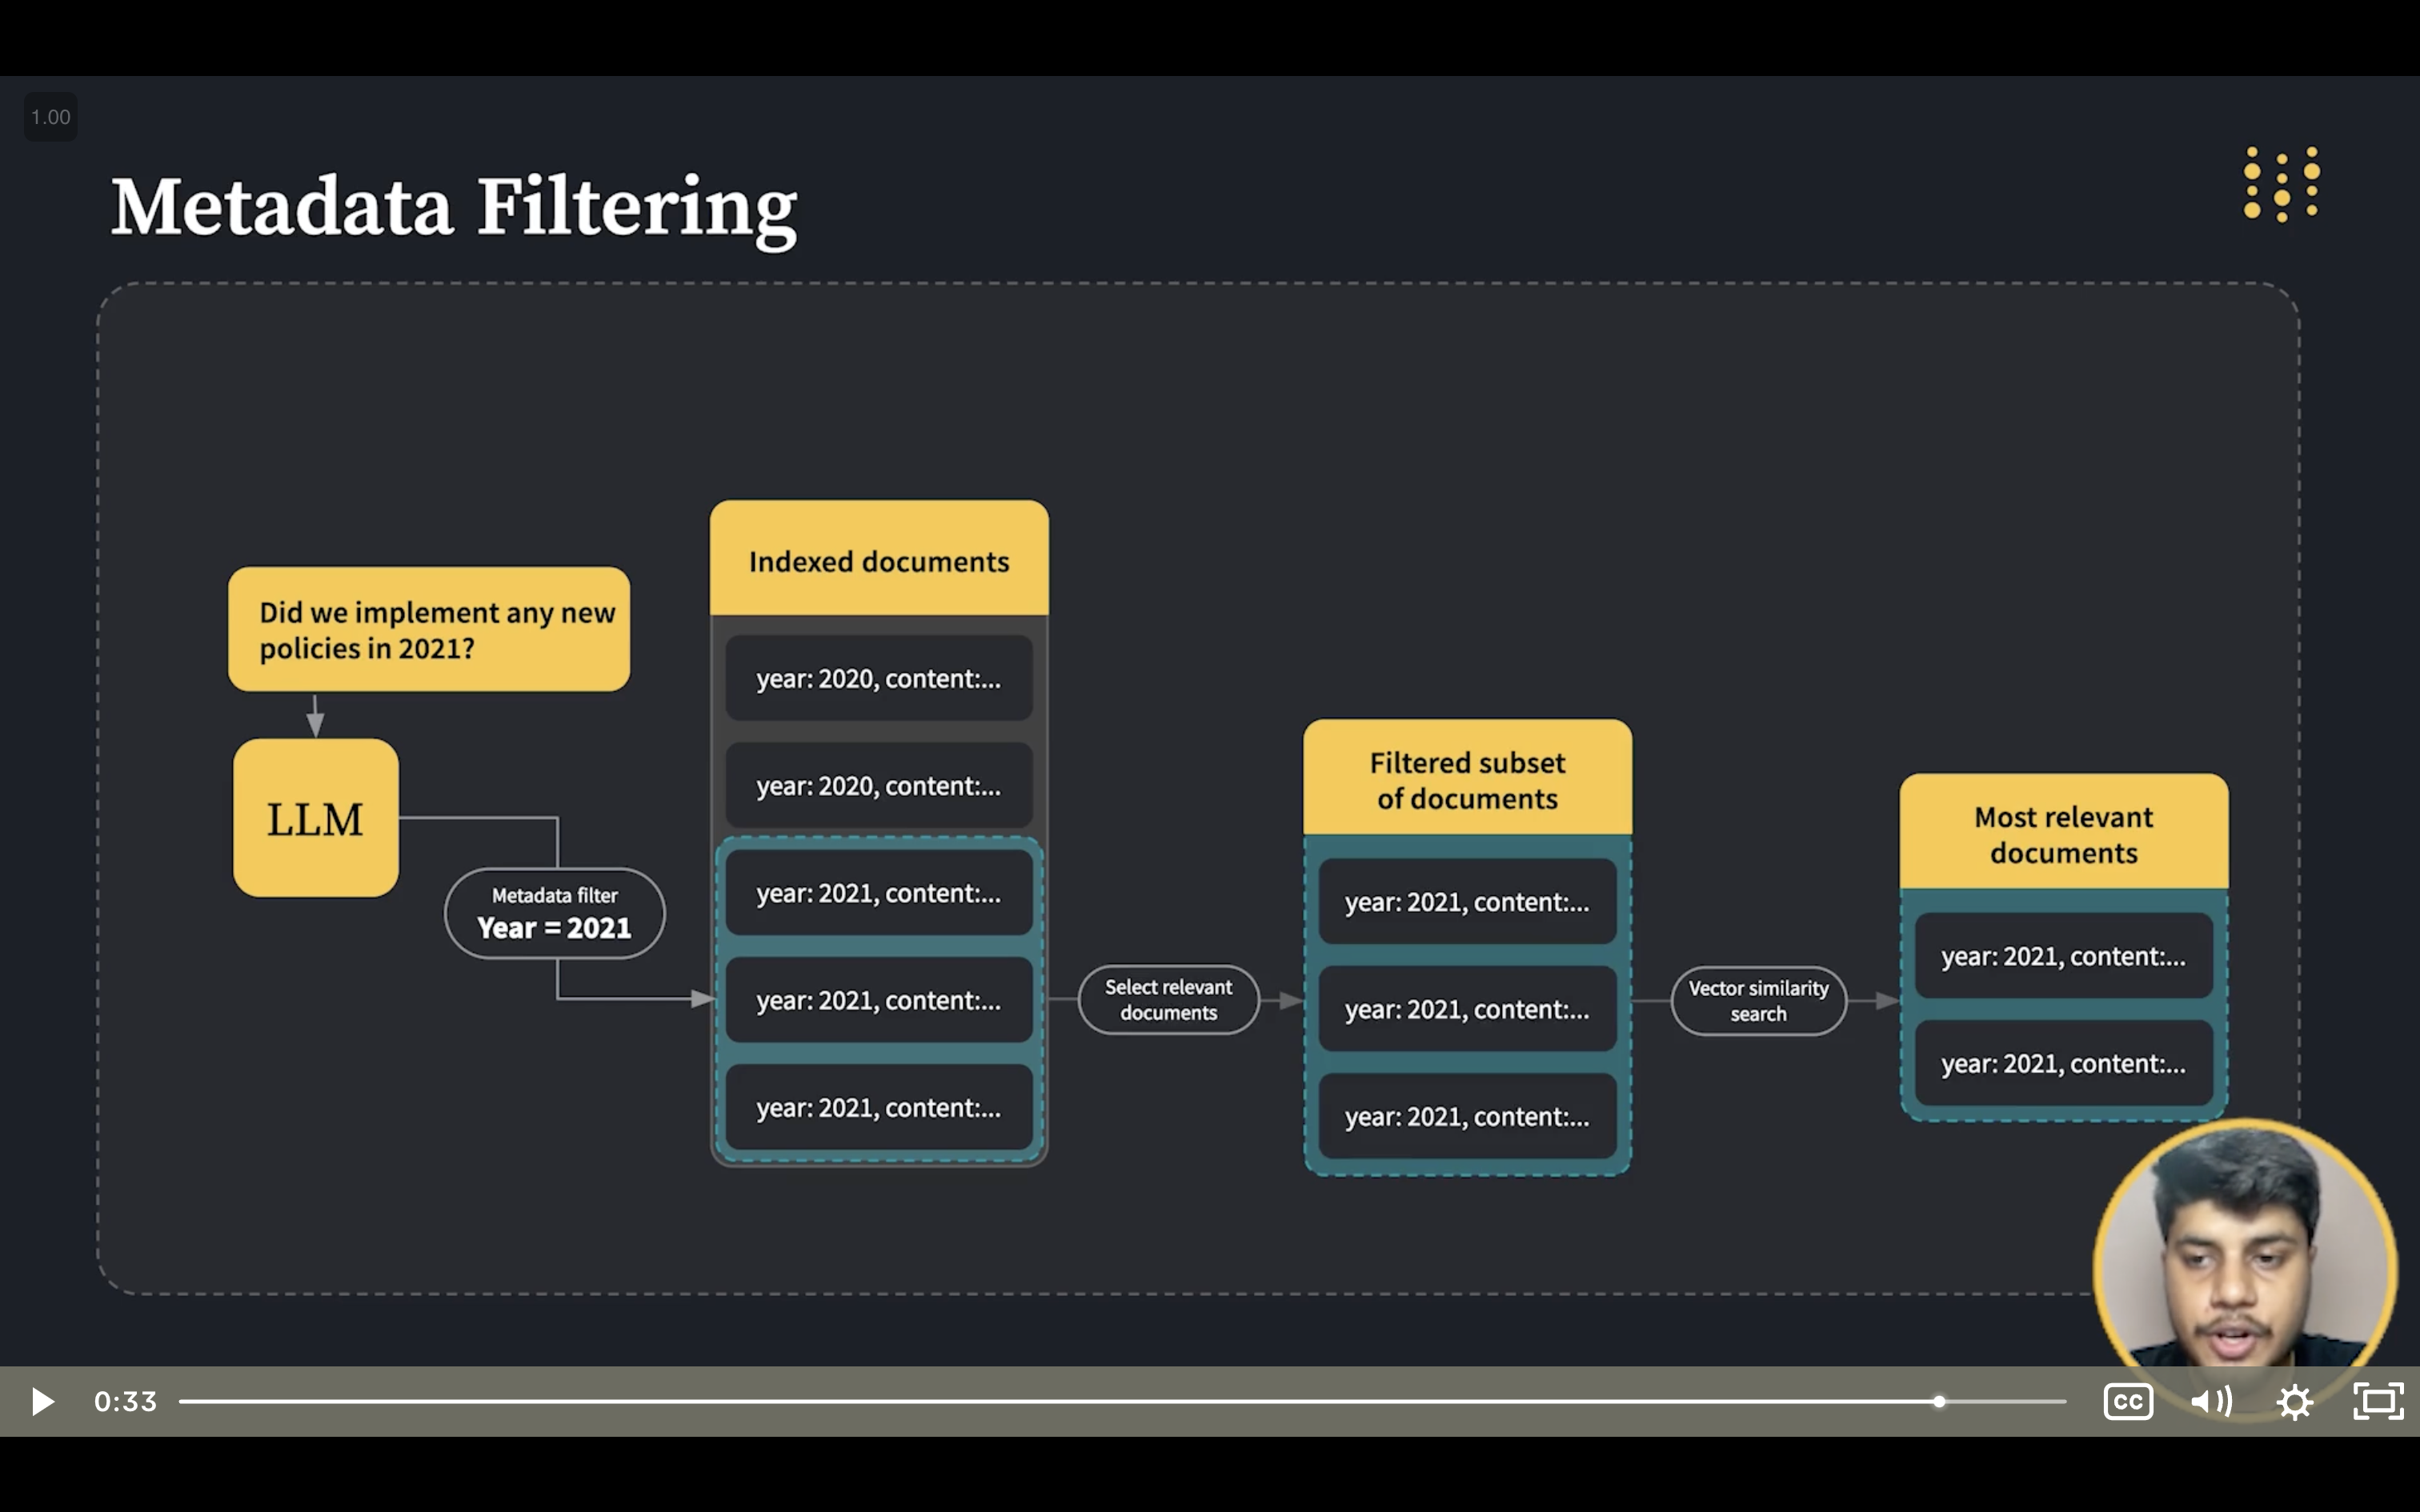 1.00
Metadata Filtering
Did we implement any new
policies in 2021?
LLM
Metadata filter
Year = 2021
Indexed documents
year: 2020, content:...
year: 2020, content:...
year: 2021, content:...
year: 2021, content:...
year: 2021, content:...
Select relevant
documents
Filtered subset
of documents
year: 2021, content:...
year: 2021, content:...
year: 2021, content:...
Vector similarity
search
Most relevant
documents
year: 2021, content:...
year: 2021, content:...
0:33
CC